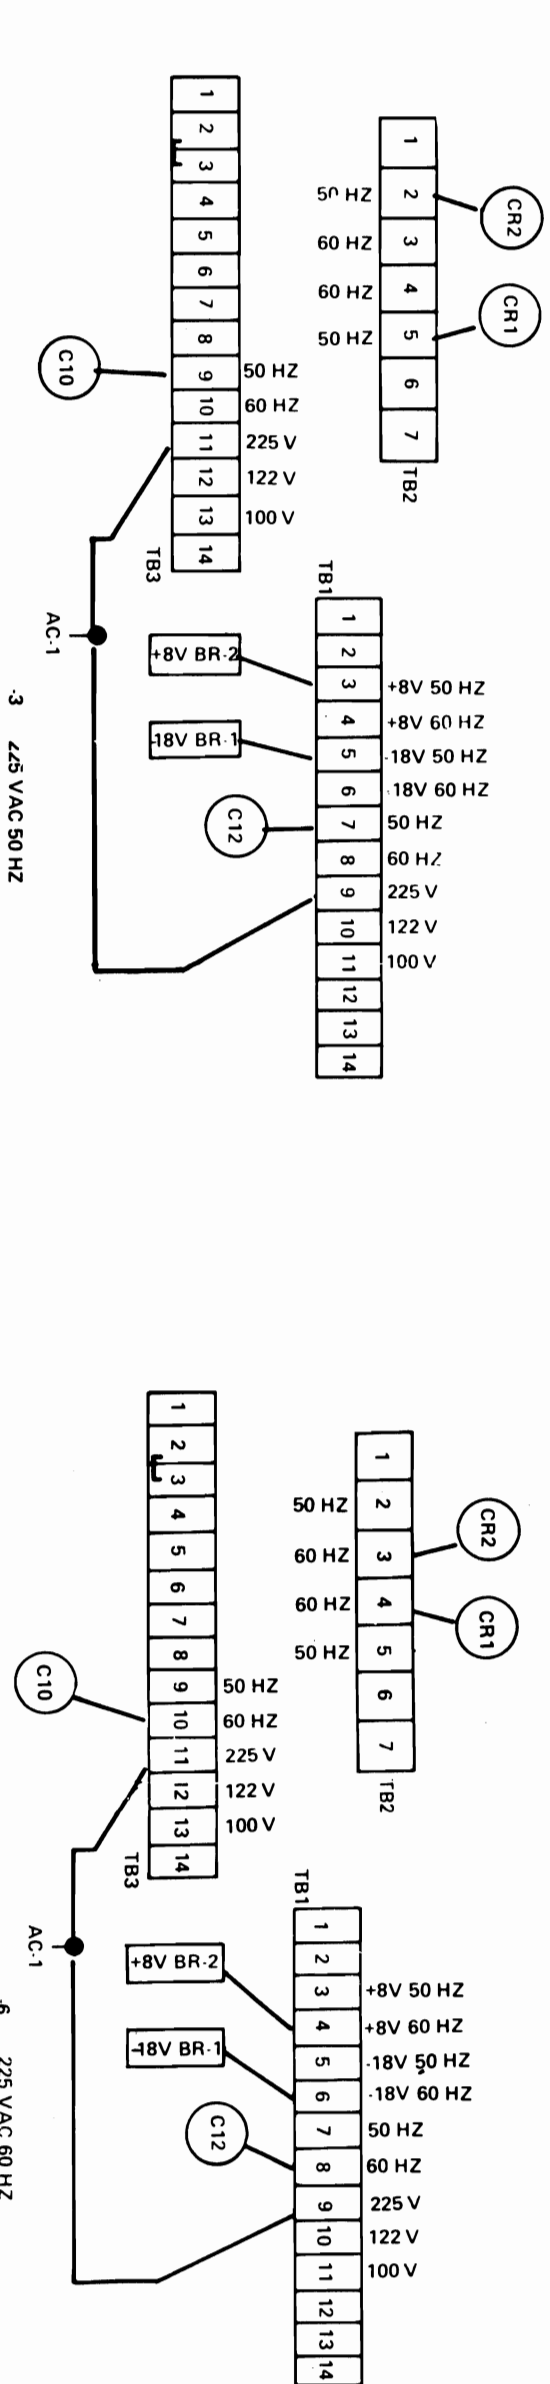 1
2
3
4
5
6
7
8
9
10
11
12
13
14
TB3
50 HZ
60 HZ
225 V
122 V
100 V
C10
AC-1
1
2
3
4
5
6
7
TB2
50 HZ
60 HZ
60 HZ
50 HZ
CR2
CR1
TB1
1
2
3
4
5
6
7
8
9
10
11
12
13
14
+8V 50 HZ
+8V 60 HZ
-18V 50 HZ
-18V 60 HZ
50 HZ
60 HZ
225 V
122 V
100 V
+8V BR-2
-18V BR-1
C12
-3 225 VAC 50 HZ
1
2
3
4
5
6
7
8
9
10
11
12
13
14
TB3
50 HZ
60 HZ
225 V
122 V
100 V
C10
AC-1
1
2
3
4
5
6
7
TB2
50 HZ
60 HZ
60 HZ
50 HZ
CR2
CR1
TB1
1
2
3
4
5
6
7
8
9
10
11
12
13
14
+8V 50 HZ
+8V 60 HZ
-18V 50 HZ
-18V 60 HZ
50 HZ
60 HZ
225 V
122 V
100 V
+8V BR-2
-18V BR-1
C12
-6 225 VAC 60 HZ